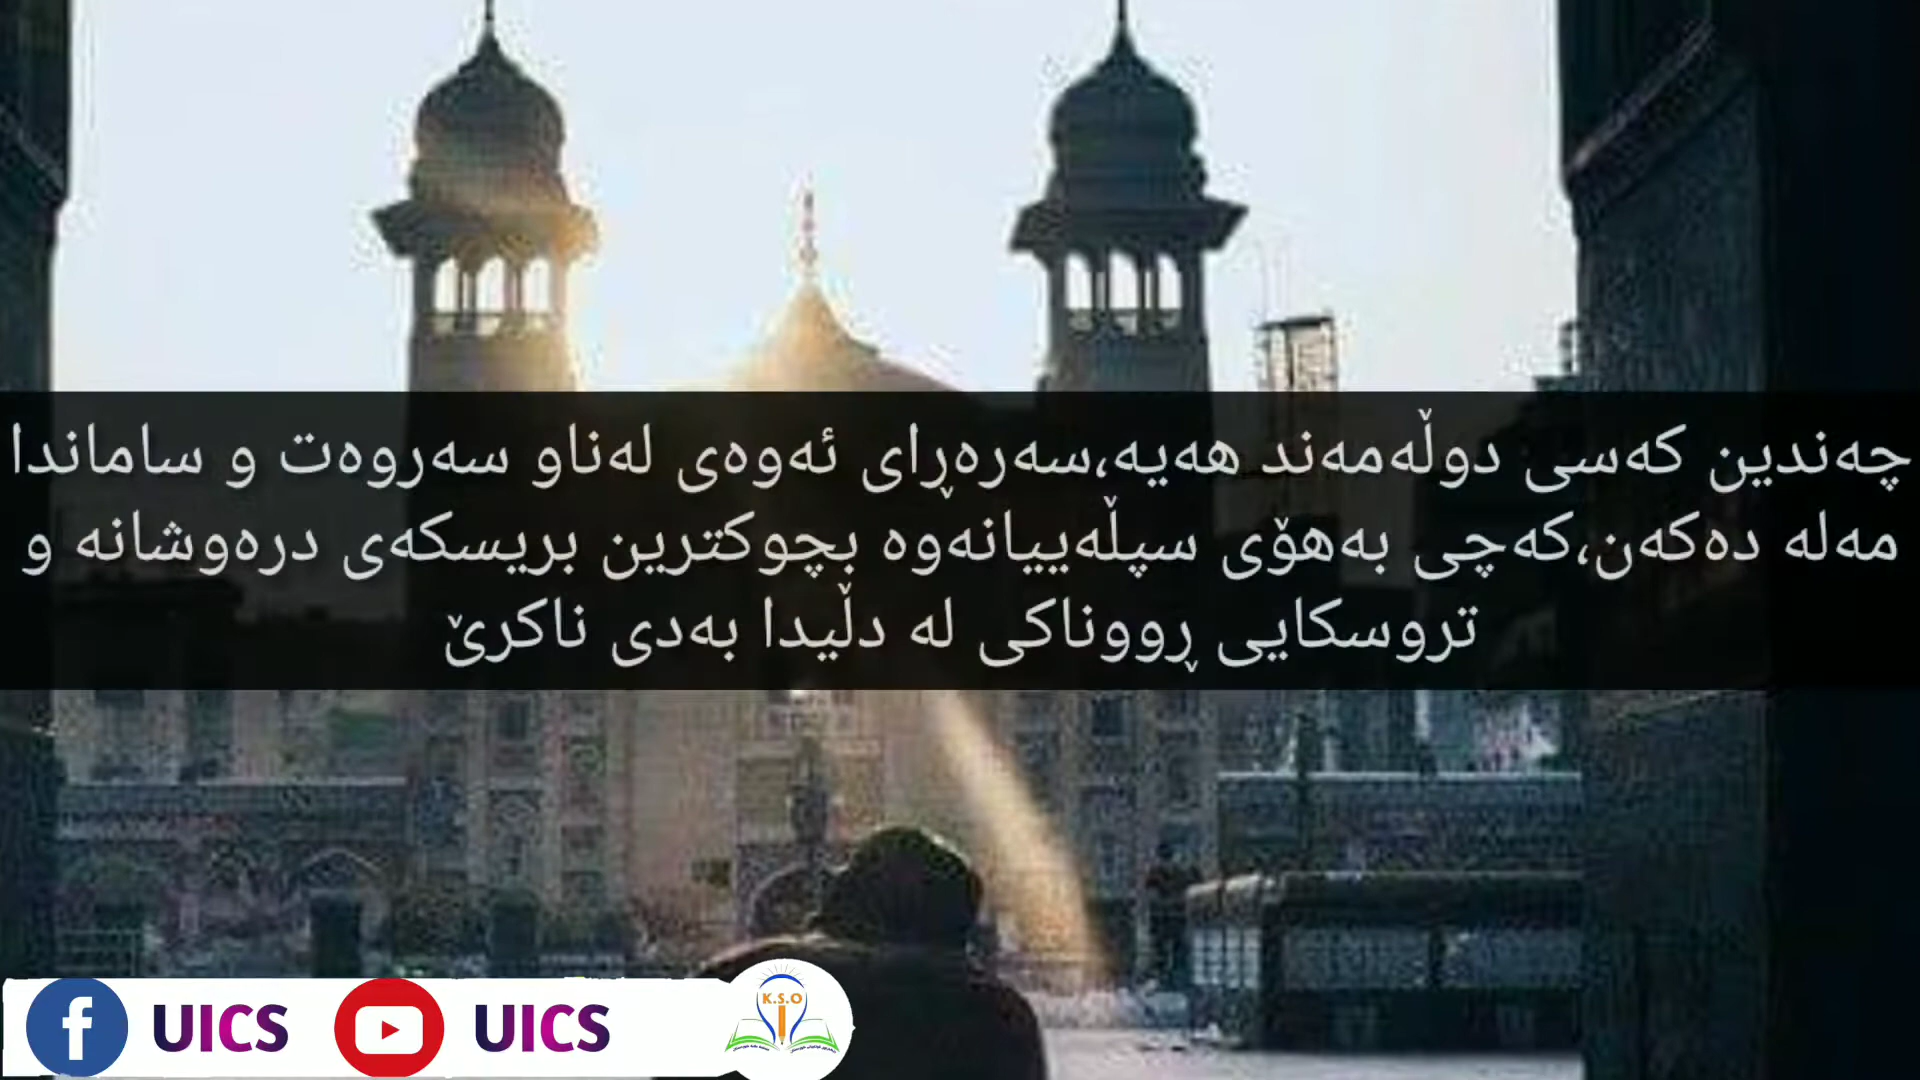 چەندین کەسی دوڵەمەند هەیە،سەرەڕای ئەوەی لەناو سەروەت و ساماندا
مەلە دەکەن،کەچی بەهۆی سپڵەییانەوە بچوکترین بریسکەی درەوشانە و
تروسکایی ڕووناکی لە دڵیدا بەدی ناکرێ
UICS
UICS
K.S.O